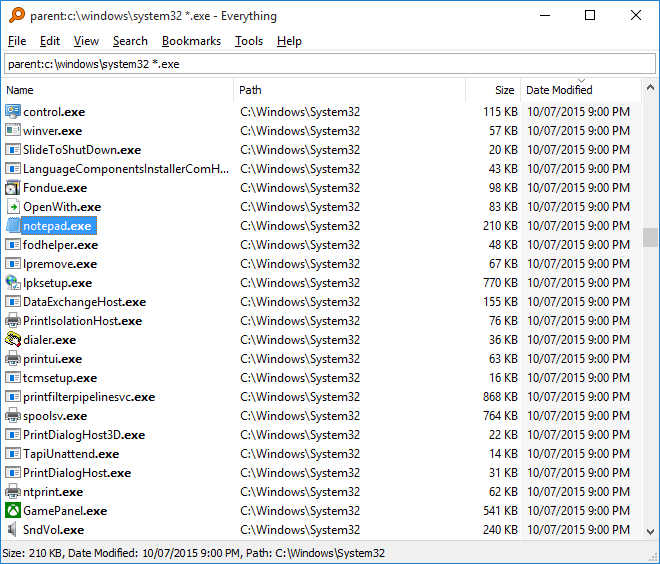 parent:c:\windows\system32 *.exe - Everything
File Edit View Search Bookmarks Tools Help
parent:c:\windows\system32 *.exe
Name Path Size Date Modified
control.exe C:\Windows\System32 115 KB 10/07/2015 9:00 PM
winver.exe C:\Windows\System32 57 KB 10/07/2015 9:00 PM
SlideToShutDown.exe C:\Windows\System32 20 KB 10/07/2015 9:00 PM
LanguageComponentsInstallerComH... C:\Windows\System32 43 KB 10/07/2015 9:00 PM
Fondue.exe C:\Windows\System32 98 KB 10/07/2015 9:00 PM
OpenWith.exe C:\Windows\System32 83 KB 10/07/2015 9:00 PM
notepad.exe C:\Windows\System32 210 KB 10/07/2015 9:00 PM
fodhelper.exe C:\Windows\System32 48 KB 10/07/2015 9:00 PM
lpremove.exe C:\Windows\System32 67 KB 10/07/2015 9:00 PM
lpksetup.exe C:\Windows\System32 770 KB 10/07/2015 9:00 PM
DataExchangeHost.exe C:\Windows\System32 155 KB 10/07/2015 9:00 PM
PrintIsolationHost.exe C:\Windows\System32 76 KB 10/07/2015 9:00 PM
dialer.exe C:\Windows\System32 36 KB 10/07/2015 9:00 PM
printui.exe C:\Windows\System32 63 KB 10/07/2015 9:00 PM
tcmsetup.exe C:\Windows\System32 16 KB 10/07/2015 9:00 PM
printfilterpipelinesvc.exe C:\Windows\System32 868 KB 10/07/2015 9:00 PM
spoolsv.exe C:\Windows\System32 764 KB 10/07/2015 9:00 PM
PrintDialogHost3D.exe C:\Windows\System32 22 KB 10/07/2015 9:00 PM
TapiUnattend.exe C:\Windows\System32 14 KB 10/07/2015 9:00 PM
PrintDialogHost.exe C:\Windows\System32 31 KB 10/07/2015 9:00 PM
ntprint.exe C:\Windows\System32 62 KB 10/07/2015 9:00 PM
GamePanel.exe C:\Windows\System32 541 KB 10/07/2015 9:00 PM
SndVol.exe C:\Windows\System32 240 KB 10/07/2015 9:00 PM
Size: 210 KB, Date Modified: 10/07/2015 9:00 PM, Path: C:\Windows\System32